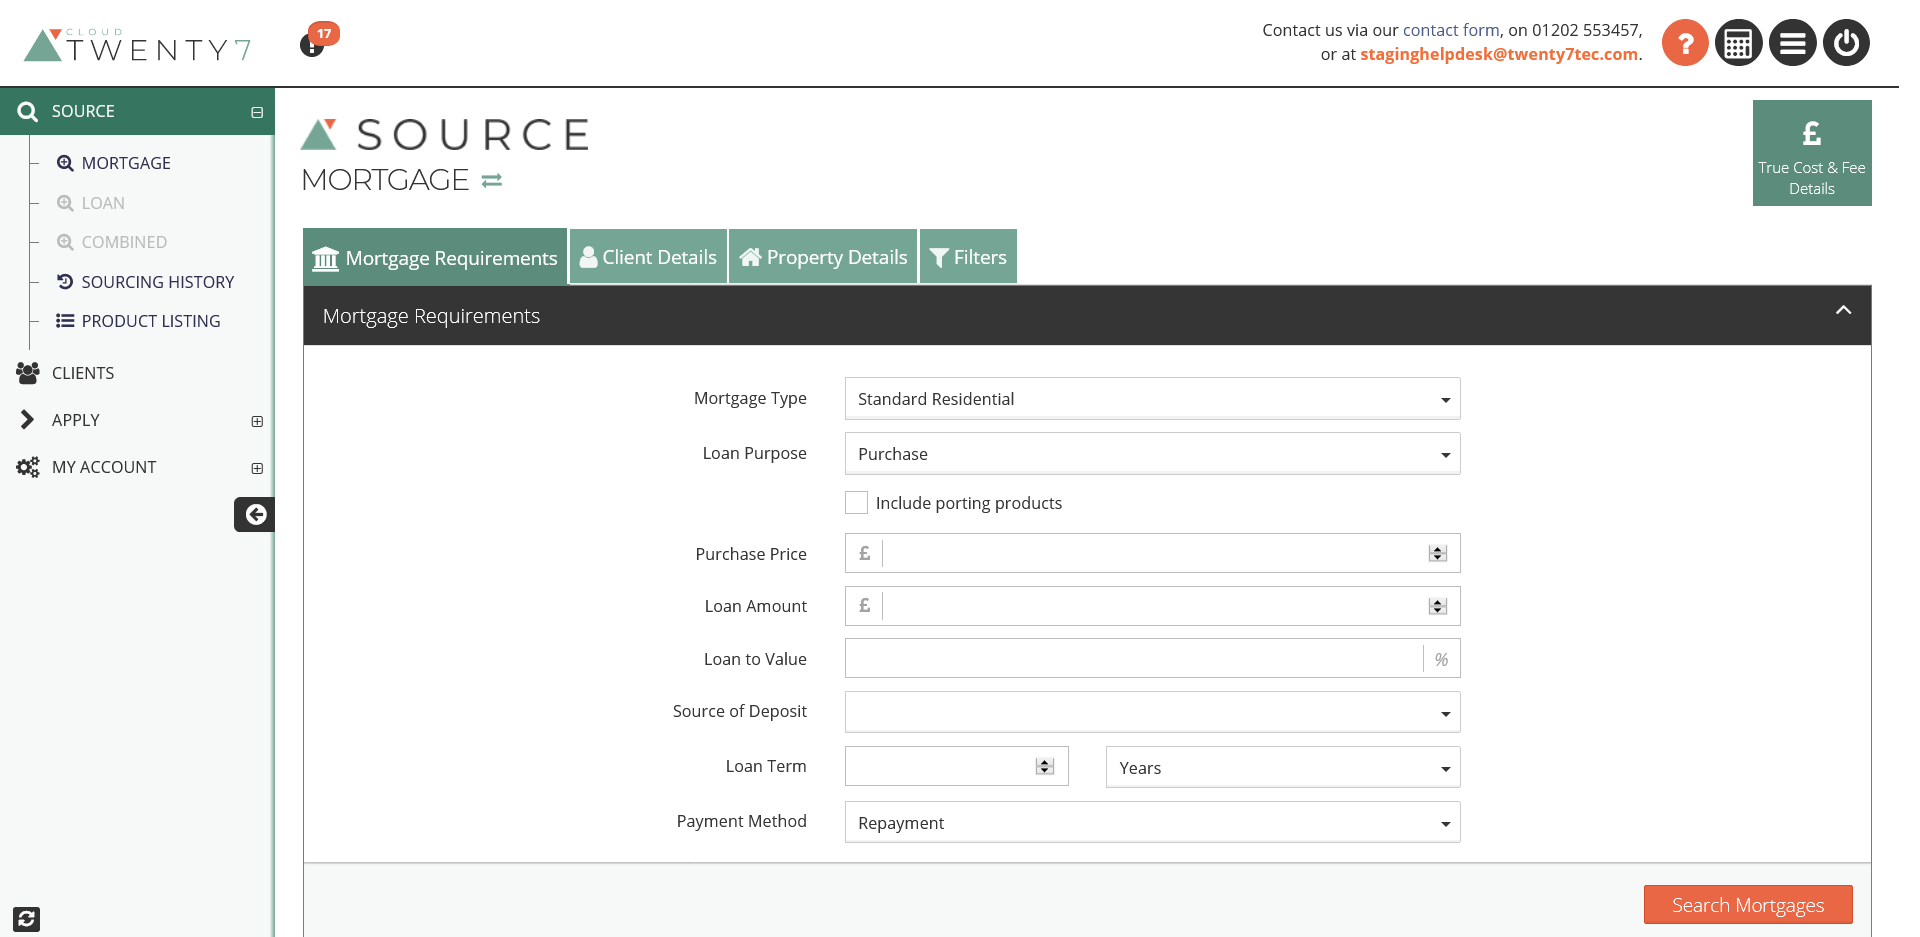 CLOUD
TWENTY7
17
Contact us via our contact form, on 01202 553457,
or at staginghelpdesk@twenty7tec.com.
SOURCE
MORTGAGE
LOAN
COMBINED
SOURCING HISTORY
PRODUCT LISTING
CLIENTS
APPLY
MY ACCOUNT
SOURCE
MORTGAGE
£
True Cost & Fee
Details
Mortgage Requirements
Client Details
Property Details
Filters
Mortgage Requirements
Mortgage Type
Standard Residential
Loan Purpose
Purchase
Include porting products
Purchase Price
£
Loan Amount
£
Loan to Value
%
Source of Deposit
Loan Term
Years
Payment Method
Repayment
Search Mortgages